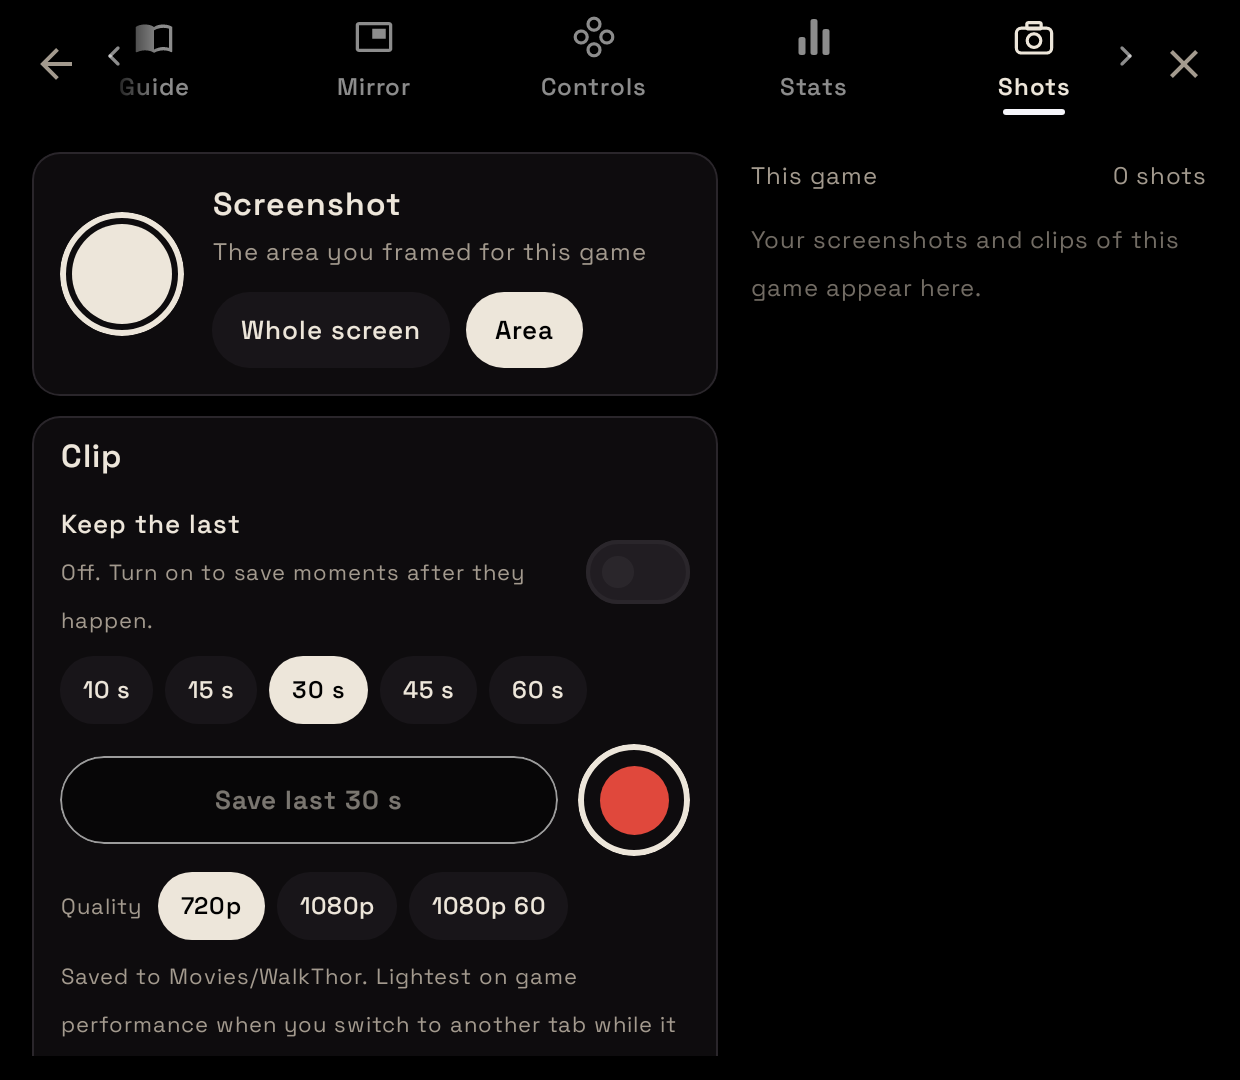 Guide
Mirror
Controls
Stats
Shots
Screenshot
The area you framed for this game
Whole screen
Area
Clip
Keep the last
Off. Turn on to save moments after they
happen.
10 s
15 s
30 s
45 s
60 s
Save last 30 s
Quality
720p
1080p
1080p 60
Saved to Movies/WalkThor. Lightest on game
performance when you switch to another tab while it
This game
0 shots
Your screenshots and clips of this
game appear here.